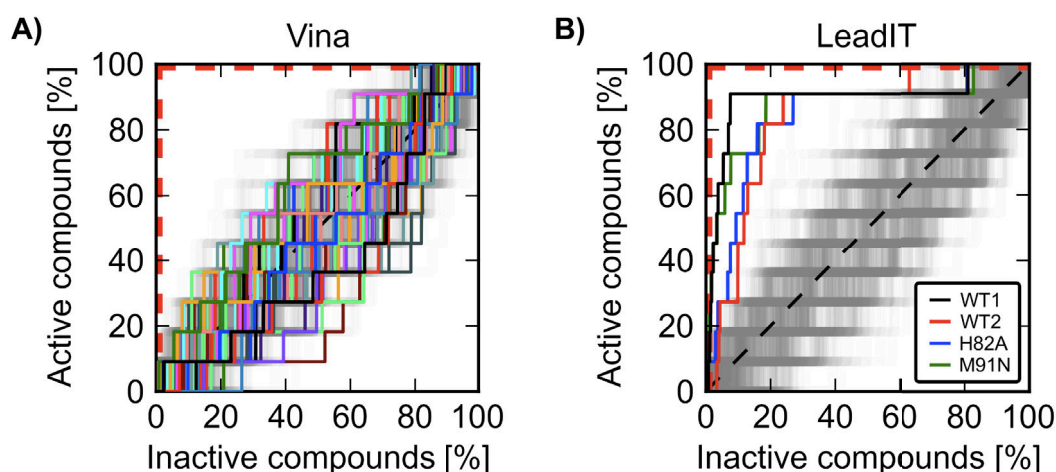 A)
Vina
Active compounds [%]
100
80
60
40
20
0
0 20 40 60 80 100
Inactive compounds [%]
B)
LeadIT
Active compounds [%]
100
80
60
40
20
0
0 20 40 60 80 100
Inactive compounds [%]
WT1
WT2
H82A
M91N